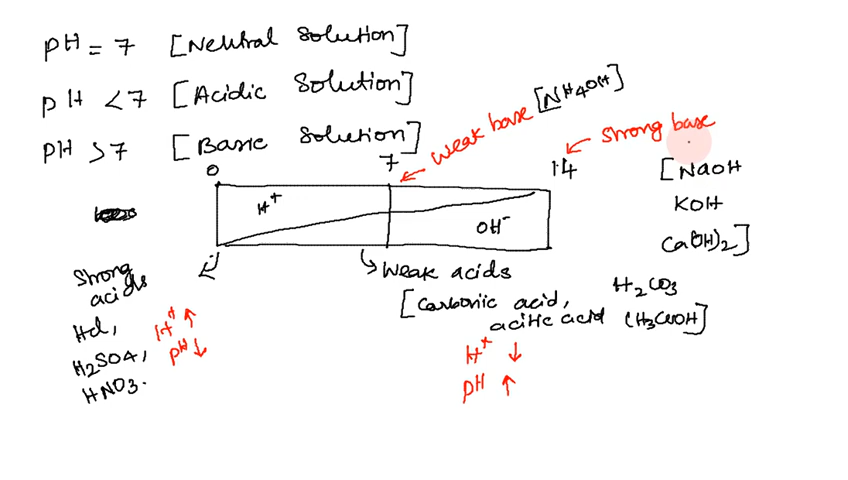 pH = 7 [Neutral Solution]
pH < 7 [Acidic Solution]
pH > 7 [Basic Solution]
weak base [NH4OH]
strong base
0
7
14
[NaOH
KOH
Ca(OH)2]
H+
OH-
Strong
acids
Weak acids
[Carbonic acid, H2CO3
acitic acid CH3COOH]
Hcl,
H2SO4,
HNO3.
H+ ↑
pH ↓
H+ ↓
pH ↑